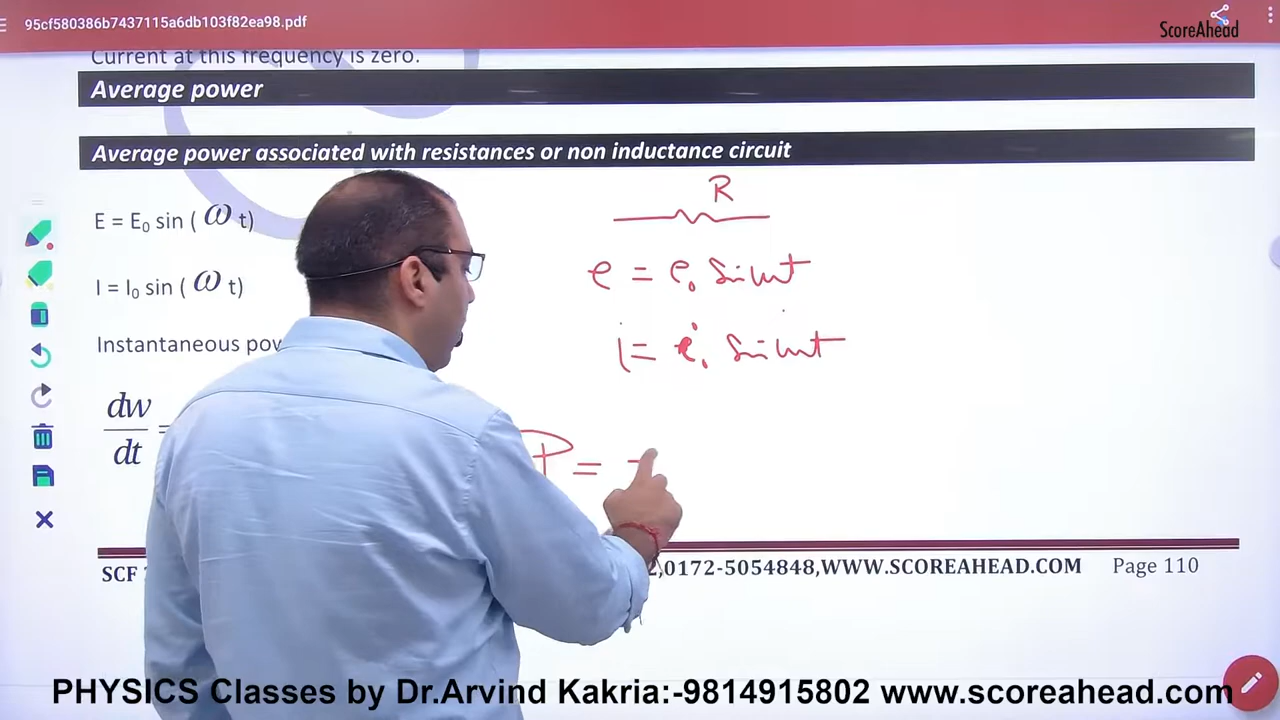 95cf580386b7437115a6db103f82ea98.pdf
ScoreAhead
Current at this frequency is zero.
Average power
Average power associated with resistances or non inductance circuit
E = E₀ sin ( ω t)
I = I₀ sin ( ω t)
Instantaneous
dw
dt =
R
e = e₀ sin ωt
i = i₀ sin ωt
P =
SCF
0172-5054848,WWW.SCOREAHEAD.COM Page 110
PHYSICS Classes by Dr.Arvind Kakria:-9814915802 www.scoreahead.com